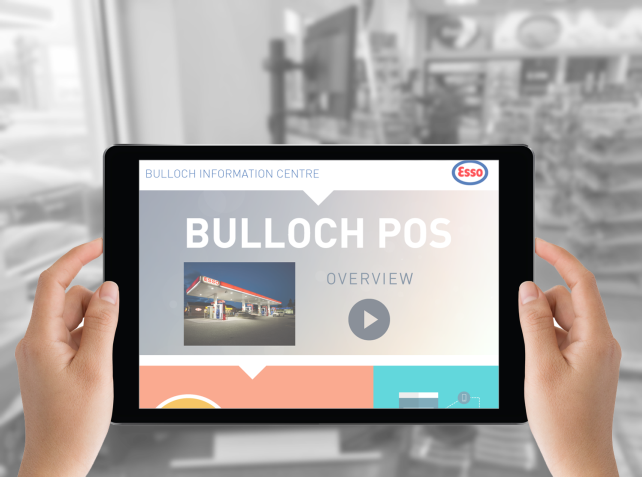 BULLOCH INFORMATION CENTRE
Esso
BULLOCH POS
OVERVIEW